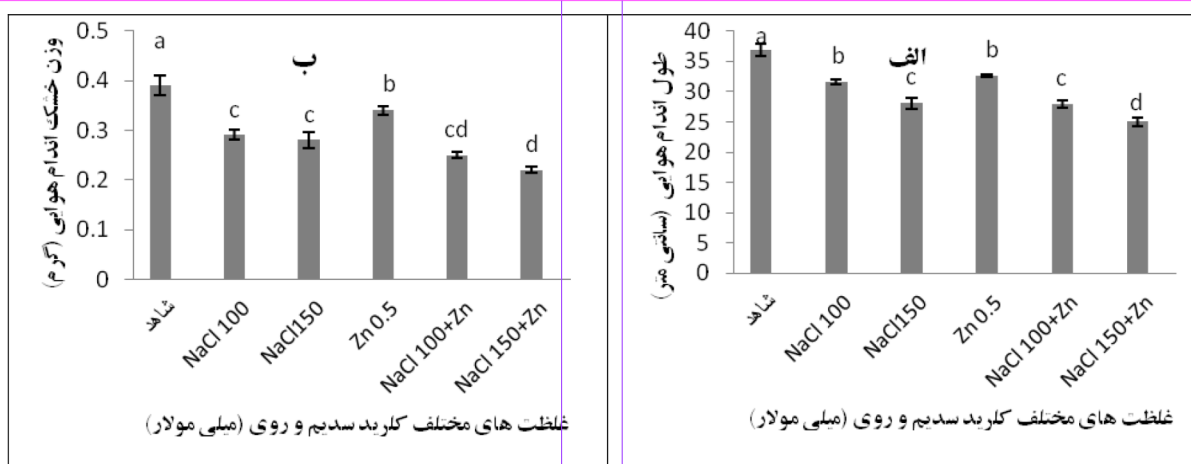 الف
طول اندام هوایی (سانتی متر)
40
35
30
25
20
15
10
5
0
a
b
c
b
c
d
شاهد
NaCl 100
NaCl150
Zn 0.5
NaCl 100+Zn
NaCl 150+Zn
غلظت های مختلف کلرید سدیم و روی (میلی مولار)
ب
وزن خشک اندام هوایی (گرم)
0.5
0.4
0.3
0.2
0.1
0
a
c
c
b
cd
d
شاهد
NaCl 100
NaCl150
Zn 0.5
NaCl 100+Zn
NaCl 150+Zn
غلظت های مختلف کلرید سدیم و روی (میلی مولار)